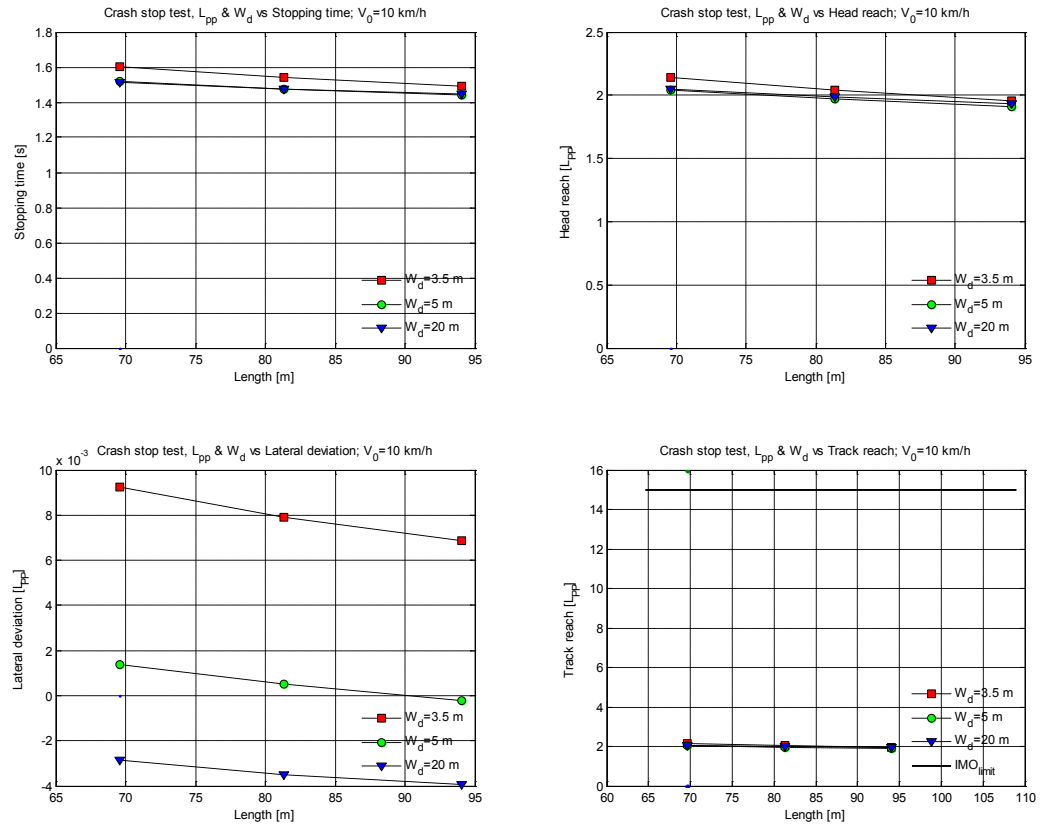 Crash stop test, Lpp & Wd vs Stopping time; V0=10 km/h
1.8
1.6
1.4
1.2
1
0.8
0.6
0.4
0.2
0
Stopping time [s]
65 70 75 80 85 90 95
Length [m]
Wd=3.5 m
Wd=5 m
Wd=20 m
Crash stop test, Lpp & Wd vs Head reach; V0=10 km/h
2.5
2
1.5
1
0.5
0
Head reach [Lpp]
65 70 75 80 85 90 95
Length [m]
Wd=3.5 m
Wd=5 m
Wd=20 m
Crash stop test, Lpp & Wd vs Lateral deviation; V0=10 km/h
x 10-3
10
8
6
4
2
0
-2
-4
Lateral deviation [Lpp]
65 70 75 80 85 90 95
Length [m]
Wd=3.5 m
Wd=5 m
Wd=20 m
Crash stop test, Lpp & Wd vs Track reach; V0=10 km/h
16
14
12
10
8
6
4
2
0
Track reach [Lpp]
60 65 70 75 80 85 90 95 100 105 110
Length [m]
Wd=3.5 m
Wd=5 m
Wd=20 m
IMOlimit